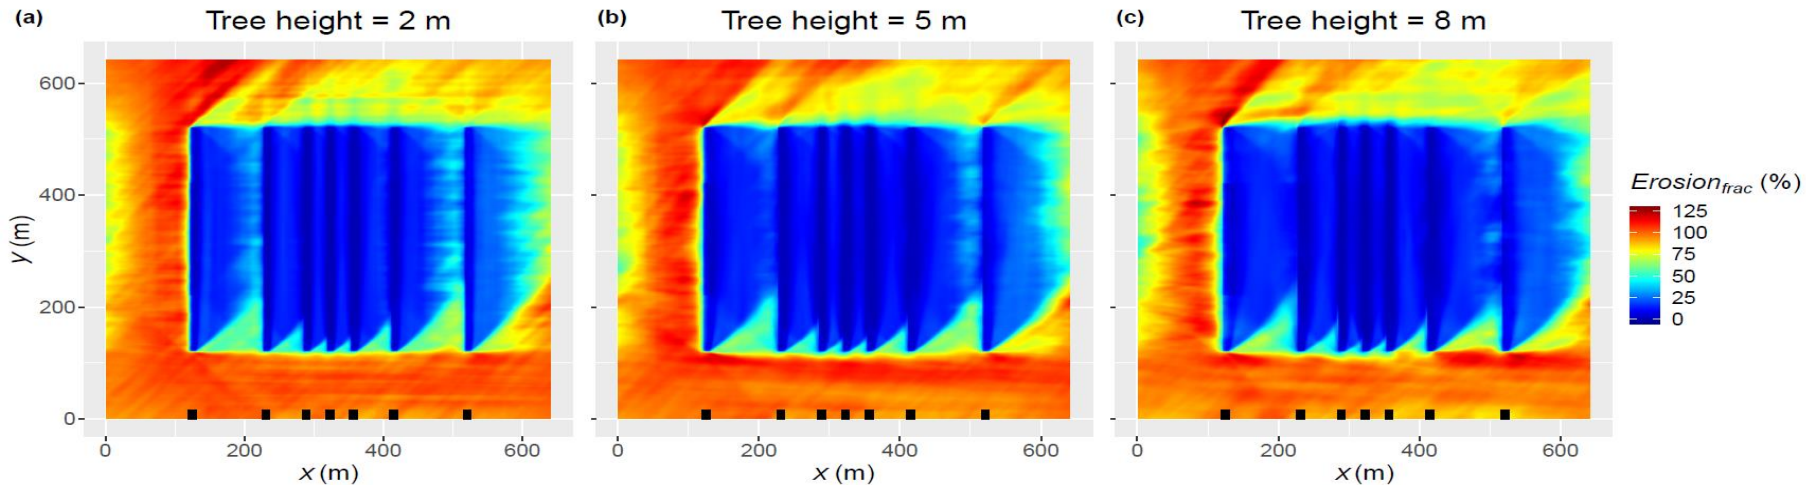 (a) Tree height = 2 m
(b) Tree height = 5 m
(c) Tree height = 8 m
600
400
200
0
y (m)
0 200 400 600
x (m)
0 200 400 600
x (m)
0 200 400 600
x (m)
Erosionfrac (%)
125
100
75
50
25
0